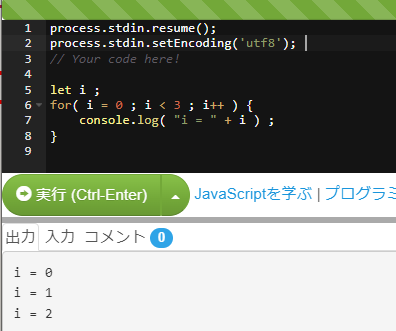 1 process.stdin.resume();
2 process.stdin.setEncoding('utf8');
3 // Your code here!
4
5 let i ;
6 for( i = 0 ; i < 3 ; i++ ) {
7 console.log( "i = " + i ) ;
8 }
9
実行 (Ctrl-Enter) JavaScriptを学ぶ | プログラミ
出力 入力 コメント 0
i = 0
i = 1
i = 2